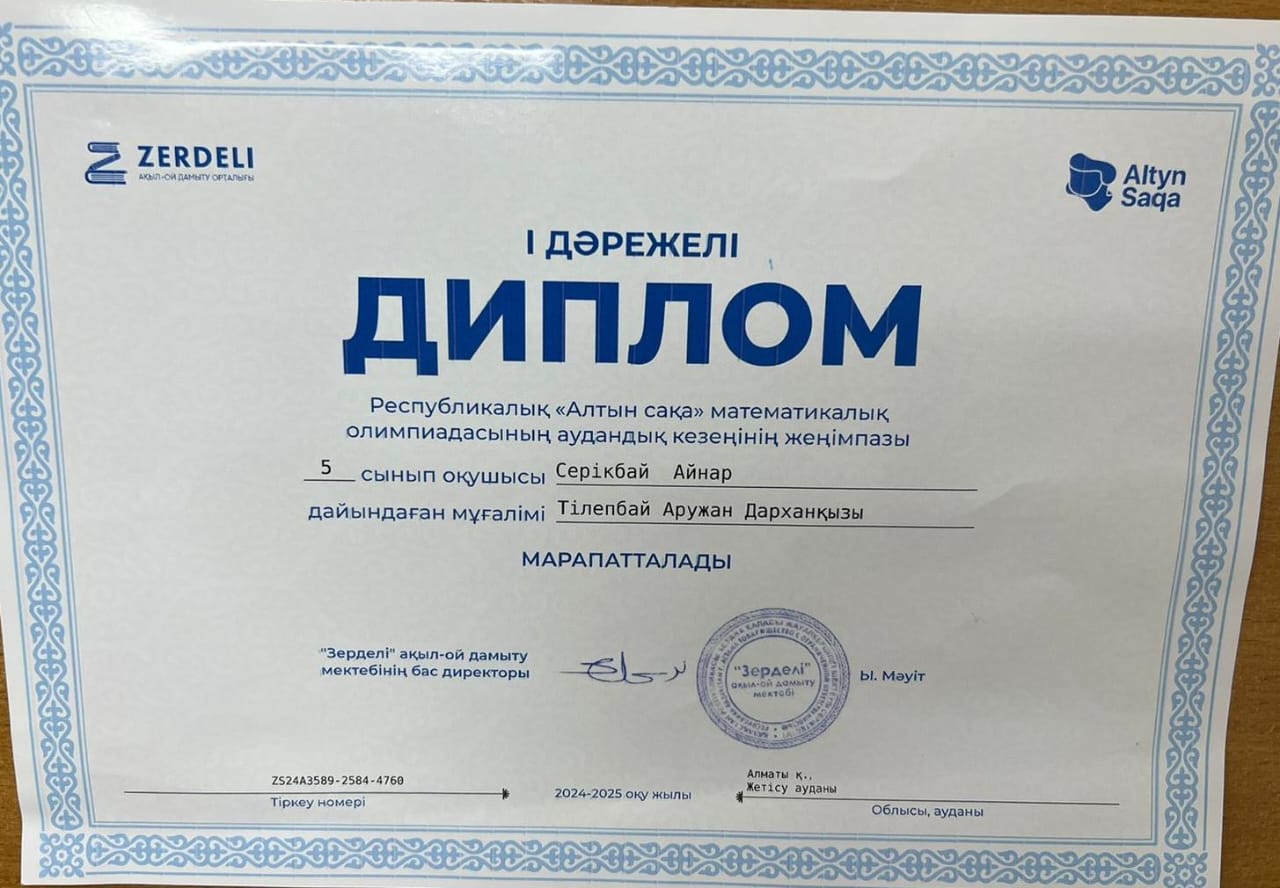 ZERDELI
АҚЫЛ-ОЙ ДАМЫТУ ОРТАЛЫҒЫ
Altyn
Saqa
І ДӘРЕЖЕЛІ
ДИПЛОМ
Республикалық «Алтын сақа» математикалық
олимпиадасының аудандық кезеңінің жеңімпазы
5 сынып оқушысы Серікбай Айнар
дайындаған мұғалімі Тілепбай Аружан Дарханқызы
МАРАПАТТАЛАДЫ
"Зерделі" ақыл-ой дамыту
мектебінің бас директоры
"Зерделі"
ақыл-ой дамыту
мектебі
Ы. Мәуіт
ZS24A3589-2584-4760
Тіркеу номері
2024-2025 оқу жылы
Алматы қ.,
Жетісу ауданы
Облысы, ауданы